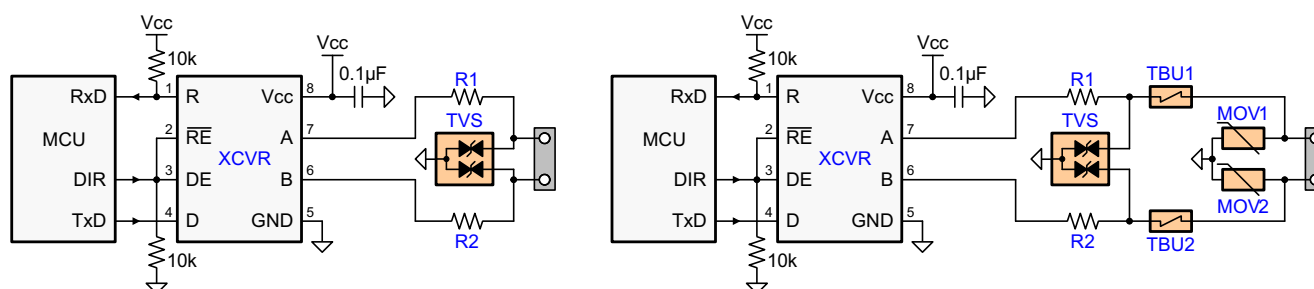 Vcc
10k
Vcc
0.1µF
R1
RxD
1
R
Vcc
8
MCU
2
RE
A
7
TVS
XCVR
DIR
3
DE
B
6
TxD
4
D
GND
5
R2
10k
Vcc
10k
Vcc
0.1µF
R1
TBU1
RxD
1
R
Vcc
8
MOV1
MCU
2
RE
A
7
TVS
XCVR
DIR
3
DE
B
6
MOV2
TxD
4
D
GND
5
R2
TBU2
10k